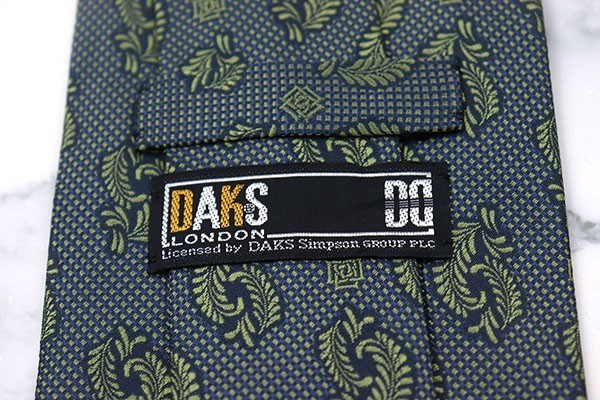 DAKS DD
LONDON
Licensed by DAKS Simpson GROUP PLC